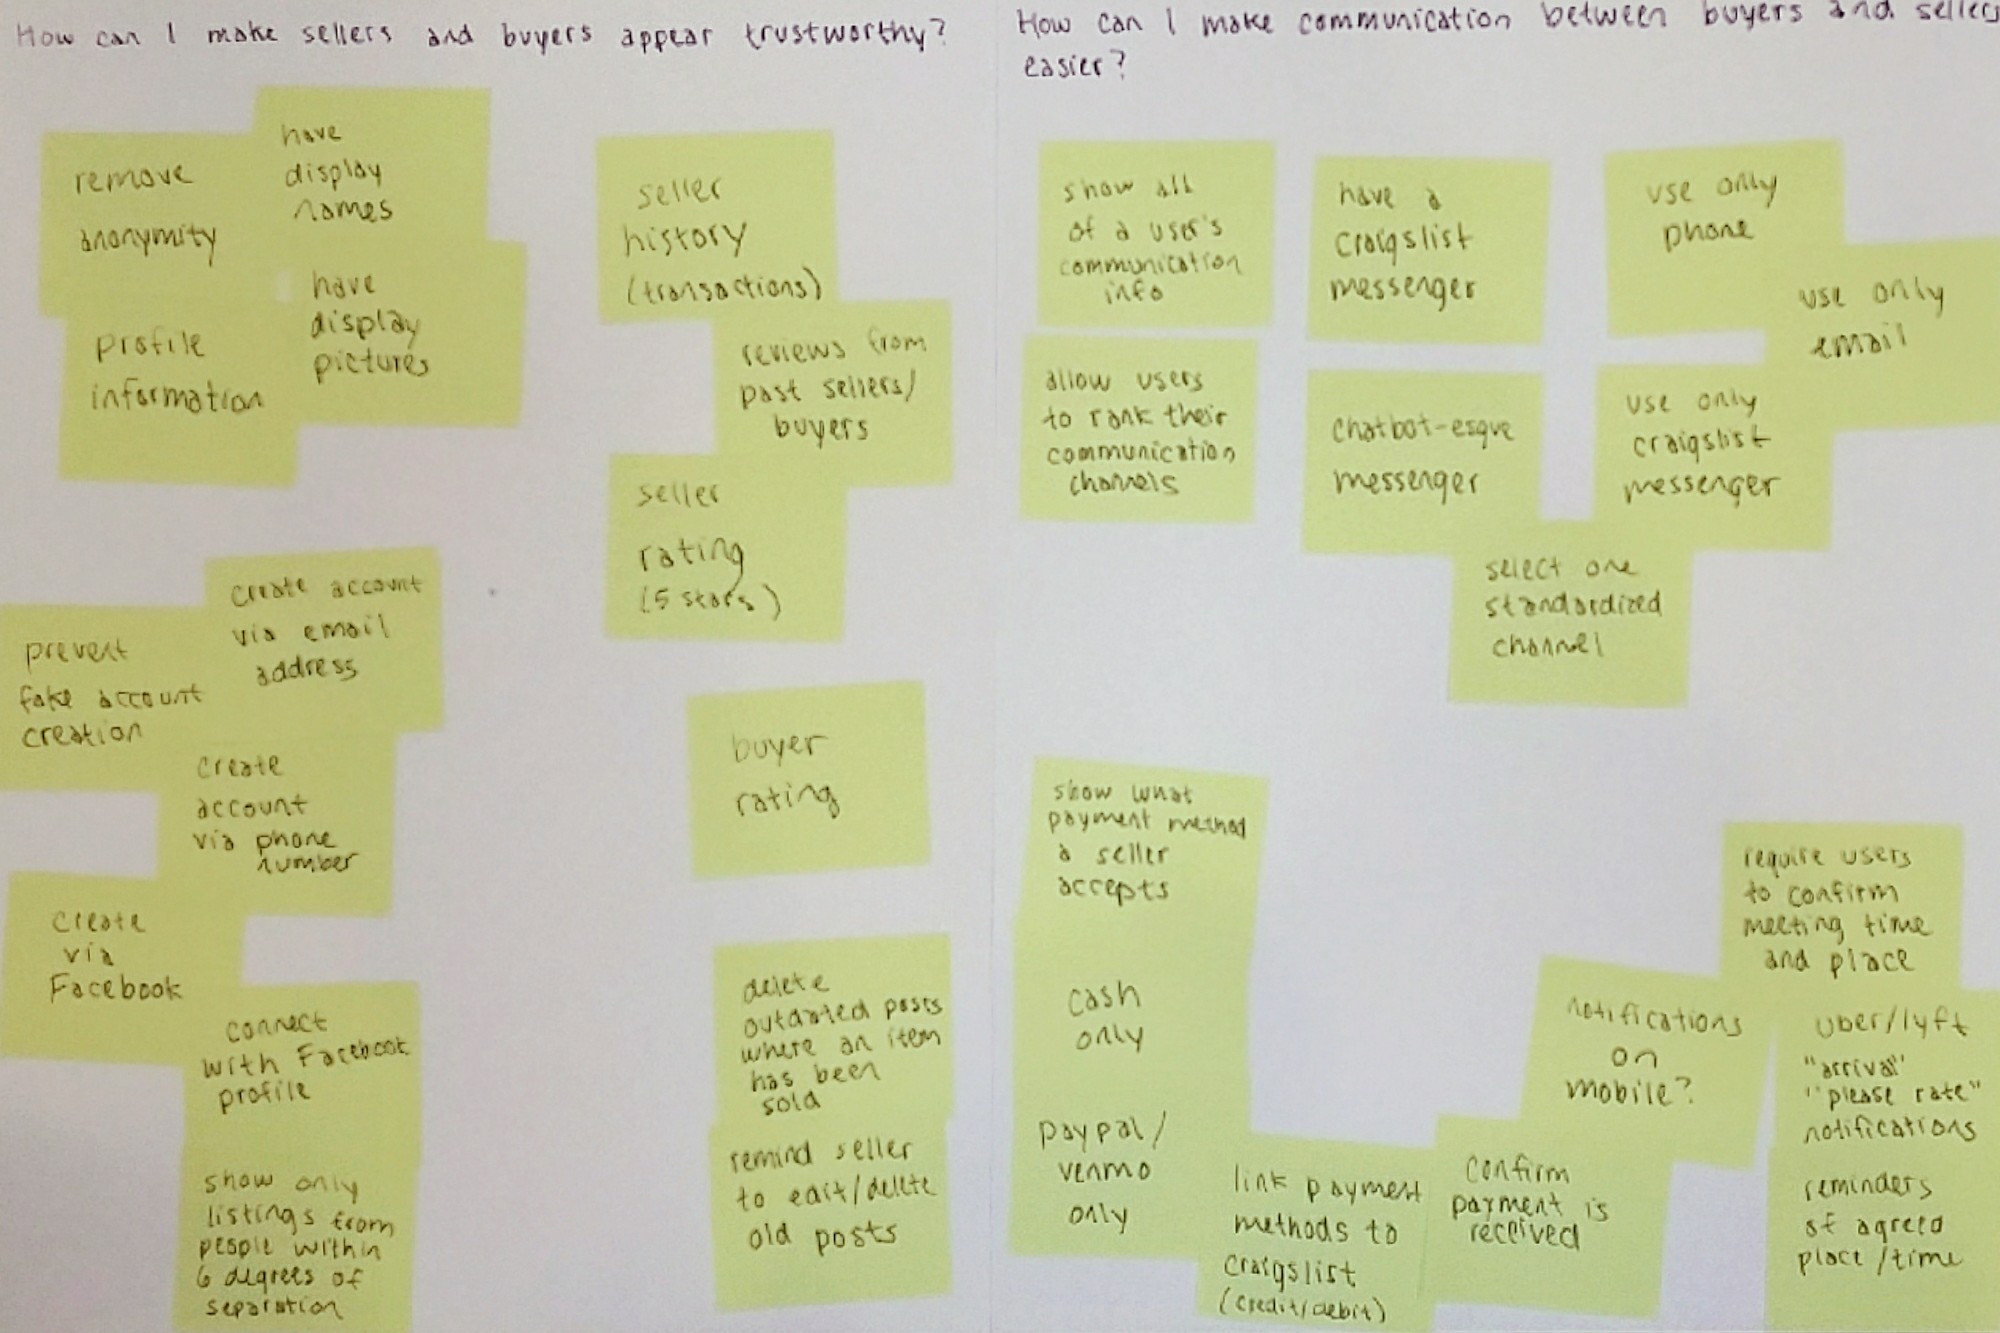 How can I make sellers and buyers appear trustworthy?
remove
anonymity
have
display
names
profile
information
have
display
pictures
seller
history
(transactions)
reviews from
past sellers/
buyers
seller
rating
(5 stars)
prevent
fake account
creation
create account
via email
address
create
account
via phone
number
create
via
Facebook
connect
with Facebook
profile
show only
listings from
people within
6 degrees of
separation
buyer
rating
delete
outdated posts
where an item
has been
sold
remind seller
to edit/delete
old posts
How can I make communication between buyers and sellers
easier?
show all
of a user's
communication
info
allow users
to rank their
communication
channels
have a
craigslist
messenger
chatbot-esque
messenger
use only
phone
use only
email
use only
craigslist
messenger
select one
standardized
channel
show what
payment method
a seller
accepts
cash
only
paypal/
venmo
only
link payment
methods to
craigslist
(credit/debit)
confirm
payment is
received
notifications
on
mobile?
require users
to confirm
meeting time
and place
uber/lyft
"arrival"
"please rate"
notifications
reminders
of agreed
place/time